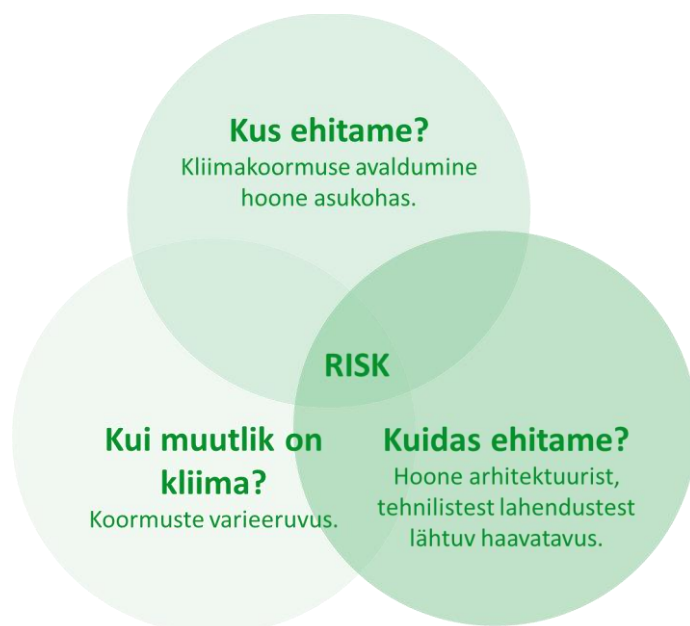 Kus ehitame?
Kliimakoormuse avaldumine
hoone asukohas.
RISK
Kui muutlik on
kliima?
Koormuste varieeruvus.
Kuidas ehitame?
Hoone arhitektuurist,
tehnilistest lahendustest
lähtuv haavatavus.